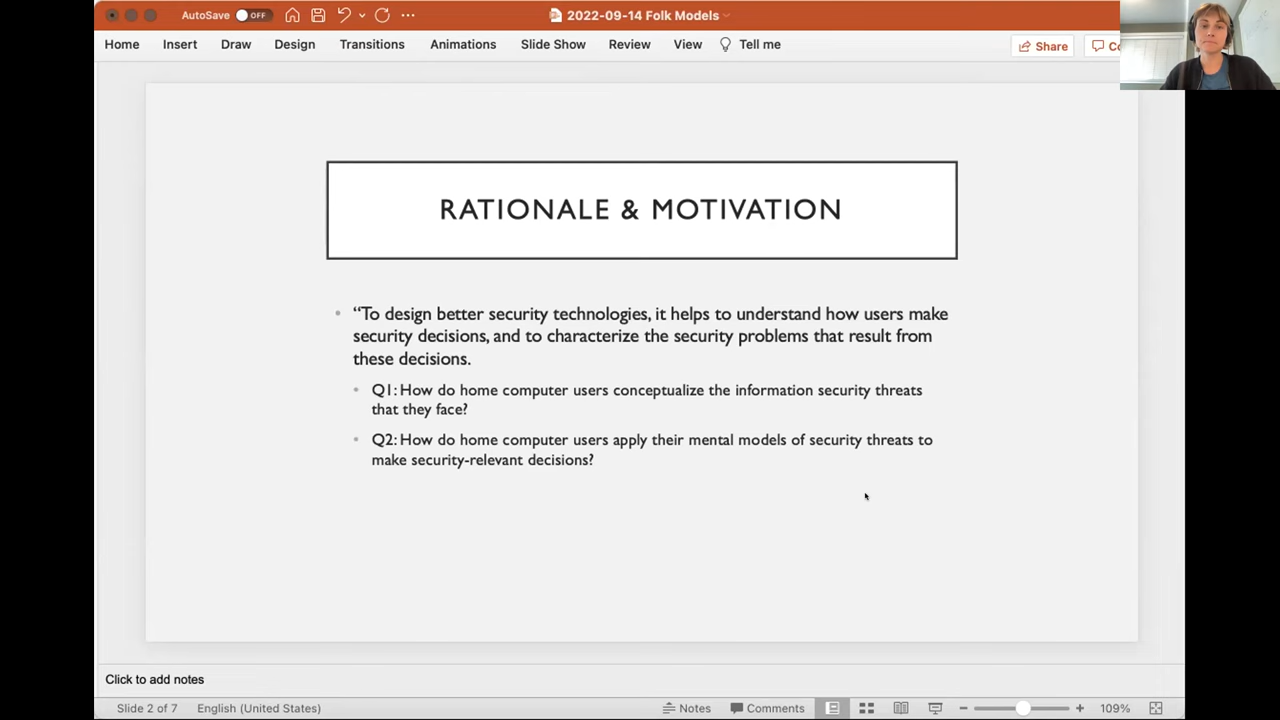 AutoSave OFF
2022-09-14 Folk Models
Home Insert Draw Design Transitions Animations Slide Show Review View Tell me
Share Co
RATIONALE & MOTIVATION
• “To design better security technologies, it helps to understand how users make
security decisions, and to characterize the security problems that result from
these decisions.
• Q1: How do home computer users conceptualize the information security threats
that they face?
• Q2: How do home computer users apply their mental models of security threats to
make security-relevant decisions?
Click to add notes
Slide 2 of 7 English (United States) Notes Comments 109%